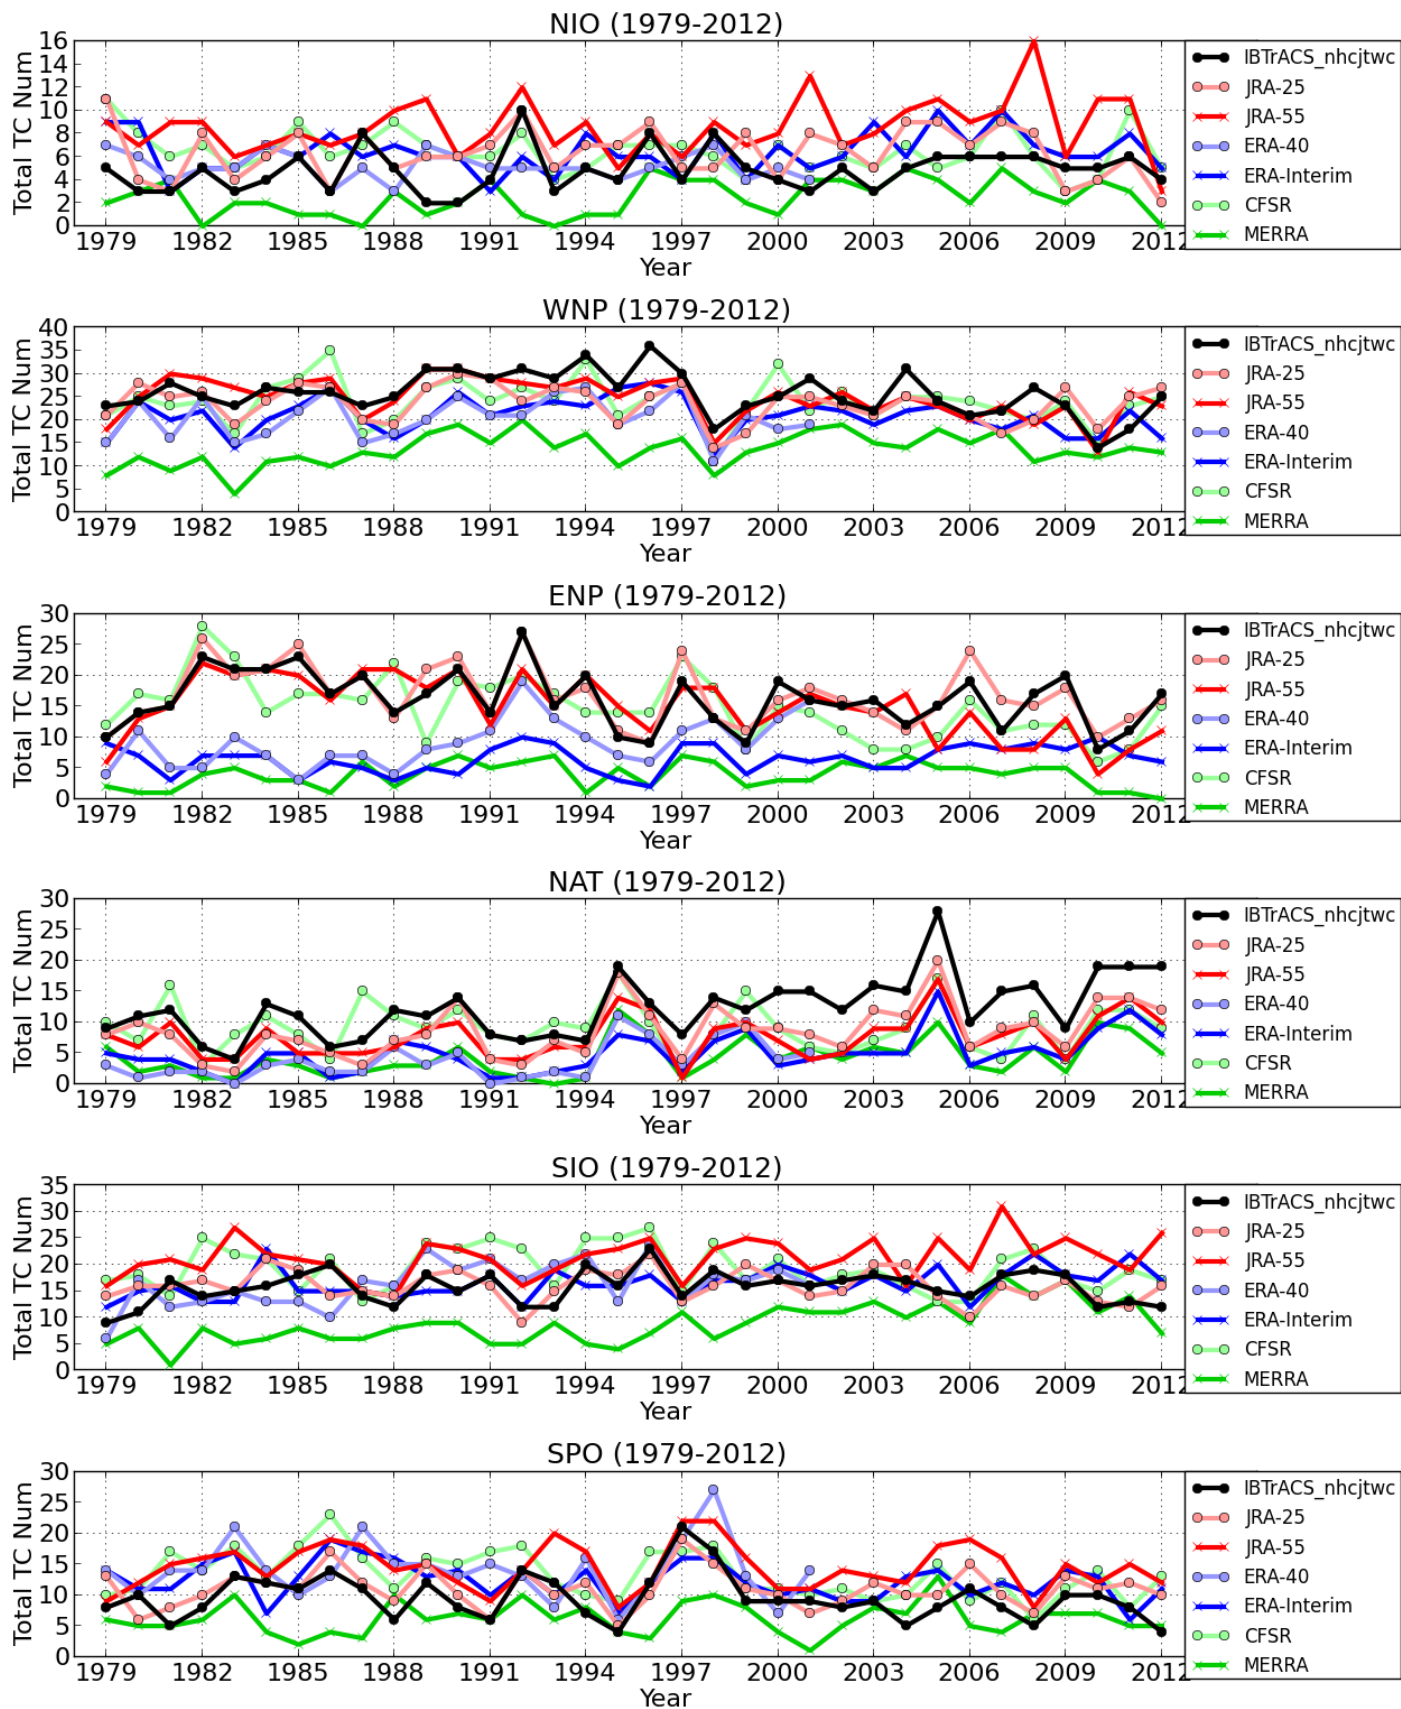 NIO (1979-2012)
Total TC Num
16
14
12
10
8
6
4
2
0
1979 1982 1985 1988 1991 1994 1997 2000 2003 2006 2009 2012
Year
IBTrACS_nhcjtwc
JRA-25
JRA-55
ERA-40
ERA-Interim
CFSR
MERRA
WNP (1979-2012)
Total TC Num
40
35
30
25
20
15
10
5
0
1979 1982 1985 1988 1991 1994 1997 2000 2003 2006 2009 2012
Year
IBTrACS_nhcjtwc
JRA-25
JRA-55
ERA-40
ERA-Interim
CFSR
MERRA
ENP (1979-2012)
Total TC Num
30
25
20
15
10
5
0
1979 1982 1985 1988 1991 1994 1997 2000 2003 2006 2009 2012
Year
IBTrACS_nhcjtwc
JRA-25
JRA-55
ERA-40
ERA-Interim
CFSR
MERRA
NAT (1979-2012)
Total TC Num
30
25
20
15
10
5
0
1979 1982 1985 1988 1991 1994 1997 2000 2003 2006 2009 2012
Year
IBTrACS_nhcjtwc
JRA-25
JRA-55
ERA-40
ERA-Interim
CFSR
MERRA
SIO (1979-2012)
Total TC Num
35
30
25
20
15
10
5
0
1979 1982 1985 1988 1991 1994 1997 2000 2003 2006 2009 2012
Year
IBTrACS_nhcjtwc
JRA-25
JRA-55
ERA-40
ERA-Interim
CFSR
MERRA
SPO (1979-2012)
Total TC Num
30
25
20
15
10
5
0
1979 1982 1985 1988 1991 1994 1997 2000 2003 2006 2009 2012
Year
IBTrACS_nhcjtwc
JRA-25
JRA-55
ERA-40
ERA-Interim
CFSR
MERRA